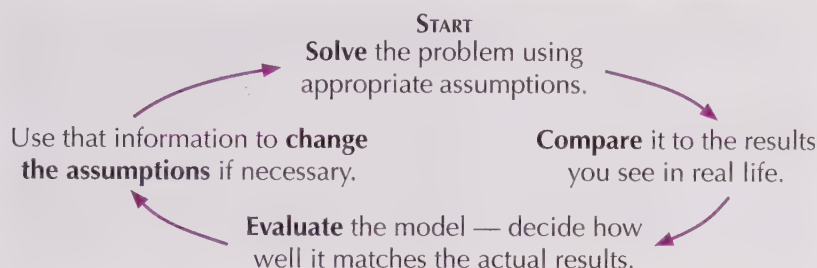 START
Solve the problem using
appropriate assumptions.
Compare it to the results
you see in real life.
Evaluate the model — decide how
well it matches the actual results.
Use that information to change
the assumptions if necessary.